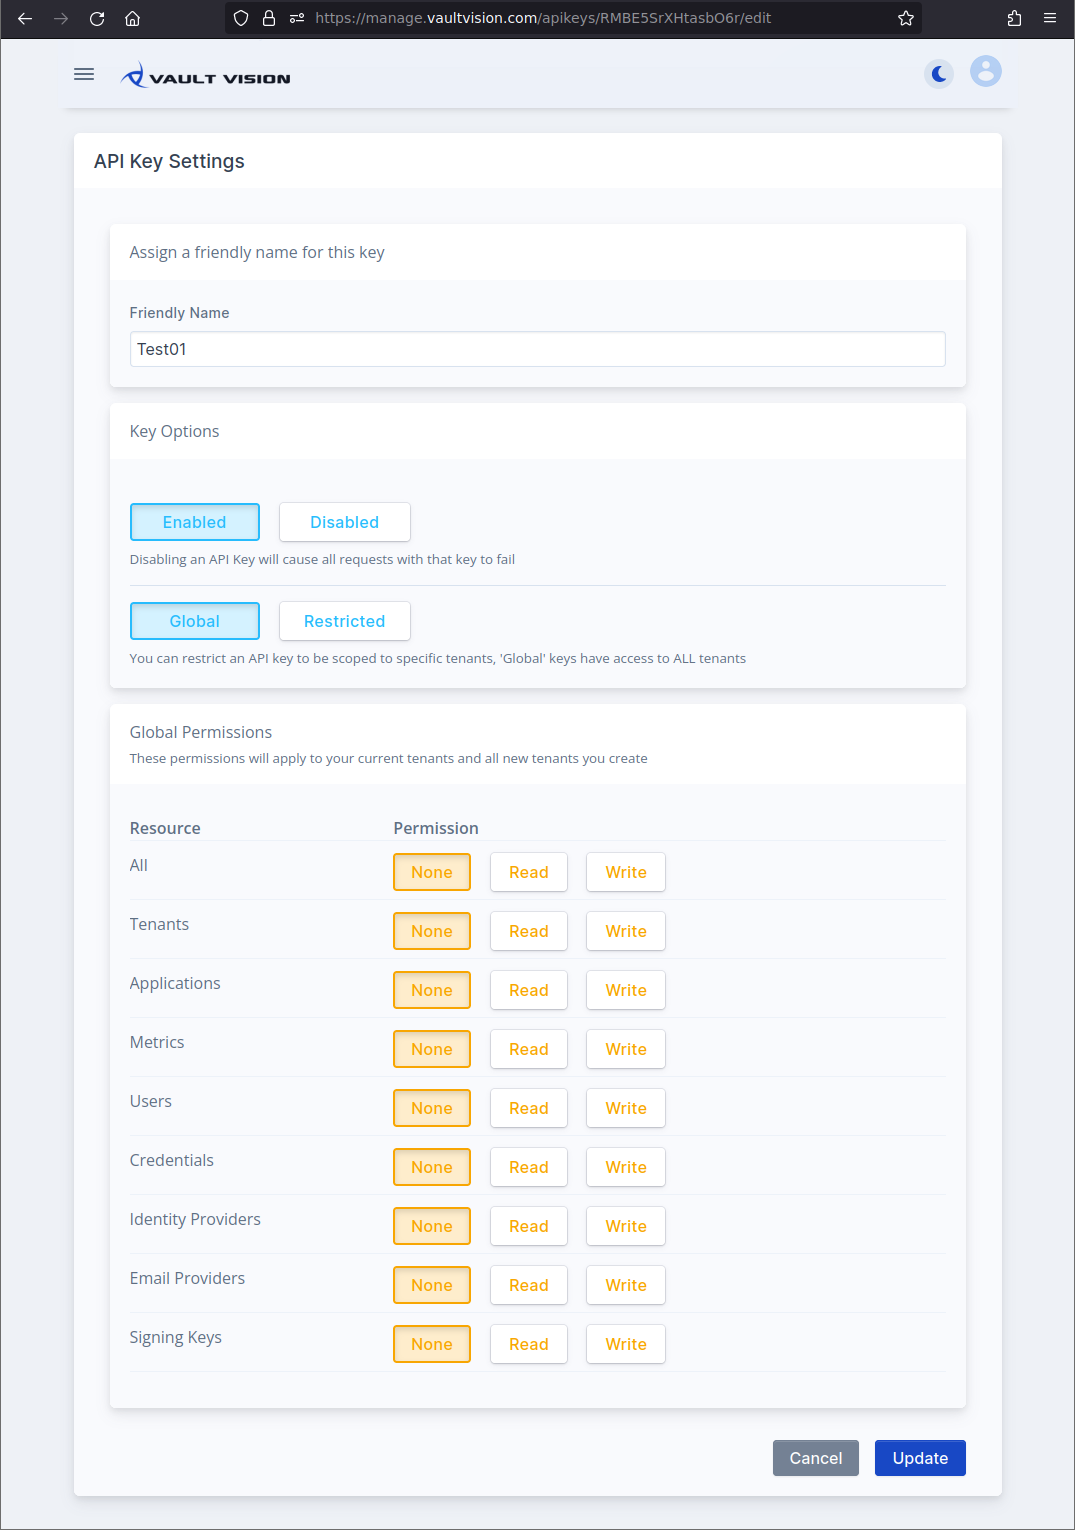 https://manage.vaultvision.com/apikeys/RMBE5SrXHtasbO6r/edit
VAULT VISION
API Key Settings
Assign a friendly name for this key
Friendly Name
Test01
Key Options
Enabled Disabled
Disabling an API Key will cause all requests with that key to fail
Global Restricted
You can restrict an API key to be scoped to specific tenants, 'Global' keys have access to ALL tenants
Global Permissions
These permissions will apply to your current tenants and all new tenants you create
Resource Permission
All None Read Write
Tenants None Read Write
Applications None Read Write
Metrics None Read Write
Users None Read Write
Credentials None Read Write
Identity Providers None Read Write
Email Providers None Read Write
Signing Keys None Read Write
Cancel Update